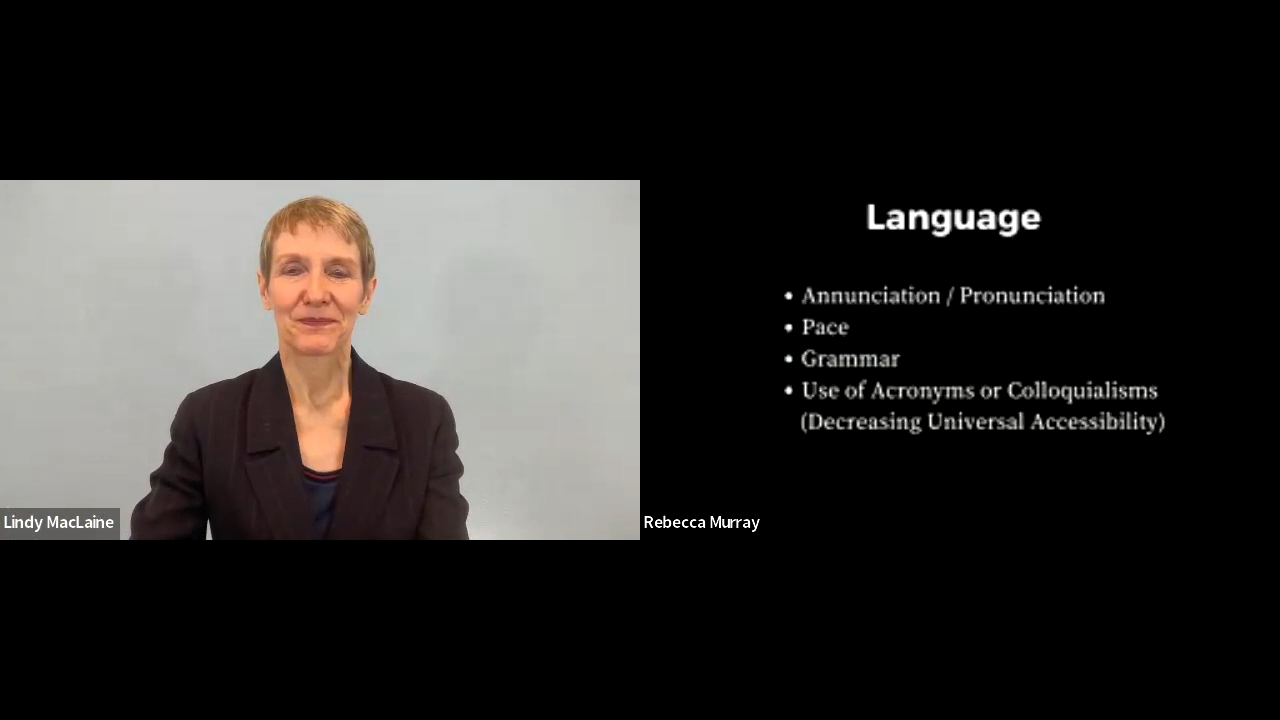 Language
• Annunciation / Pronunciation
• Pace
• Grammar
• Use of Acronyms or Colloquialisms
(Decreasing Universal Accessibility)
Lindy MacLaine
Rebecca Murray